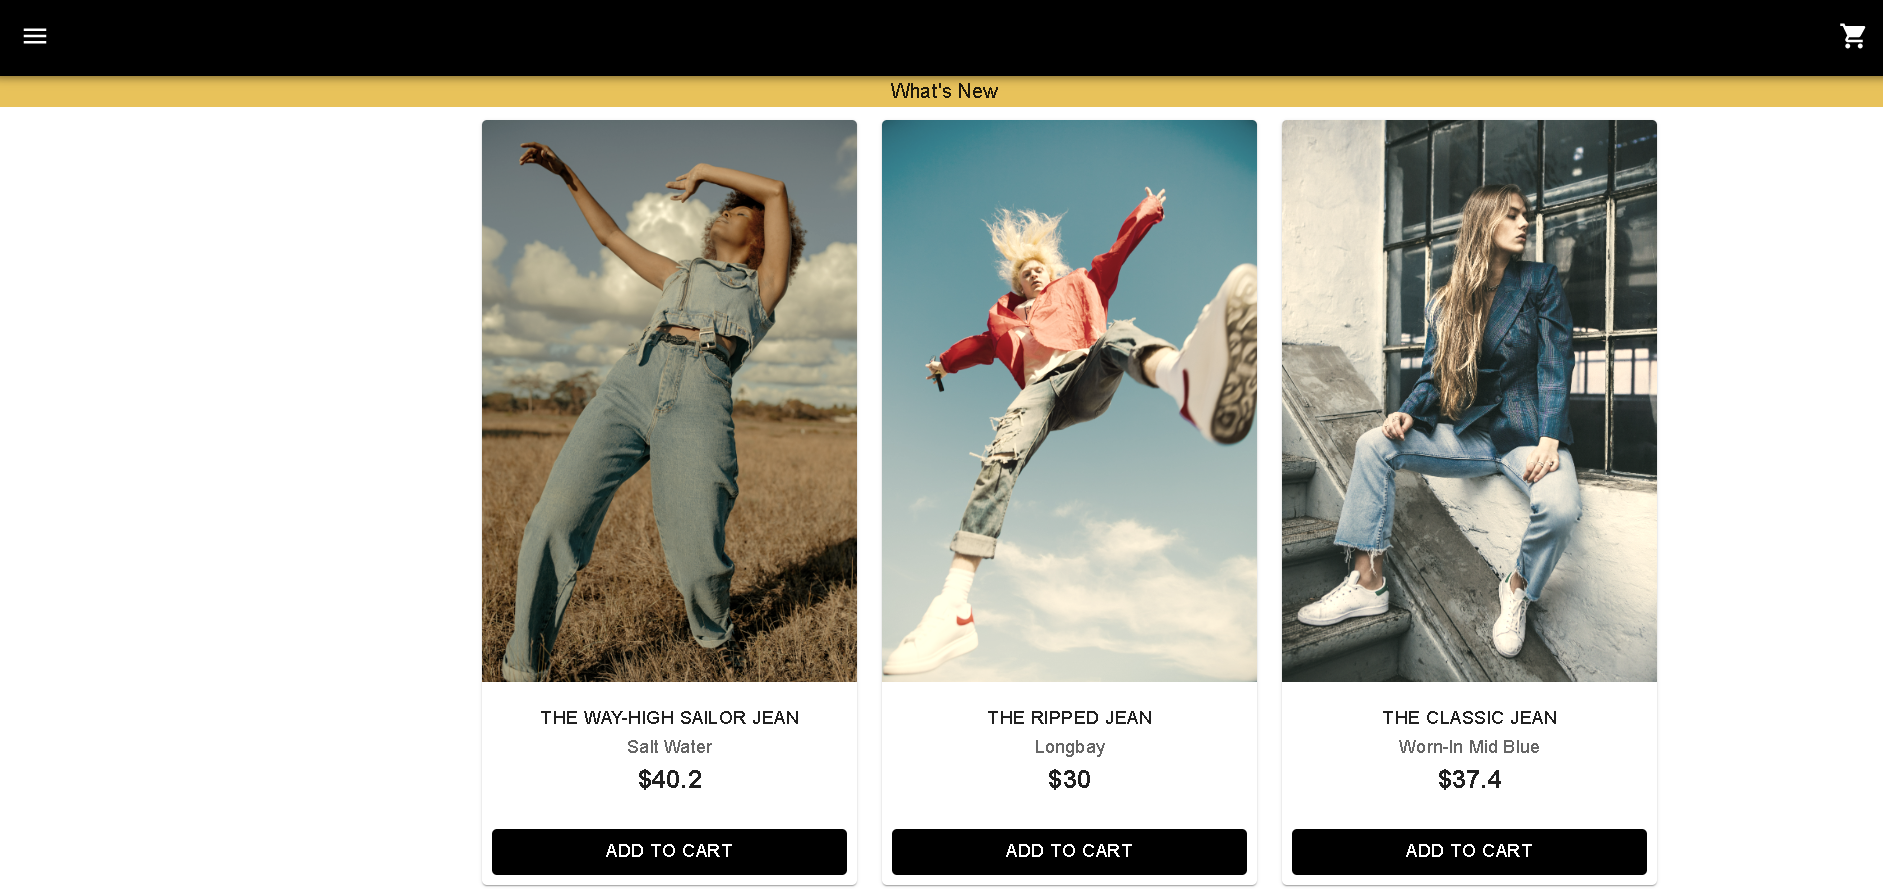 What's New
THE WAY-HIGH SAILOR JEAN
Salt Water
$40.2
ADD TO CART
THE RIPPED JEAN
Longbay
$30
ADD TO CART
THE CLASSIC JEAN
Worn-In Mid Blue
$37.4
ADD TO CART